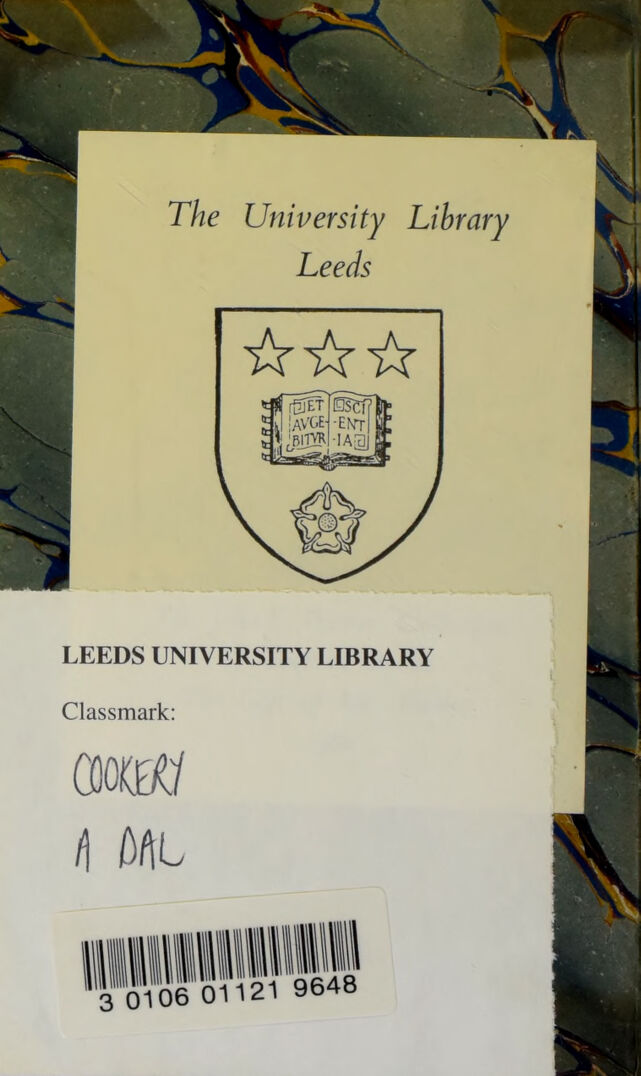 The University Library
Leeds
ET SCI
AVGE- -ENT
BITVR ·IA
LEEDS UNIVERSITY LIBRARY
Classmark:
COOKERY
A DAL
3 0106 01121 9648